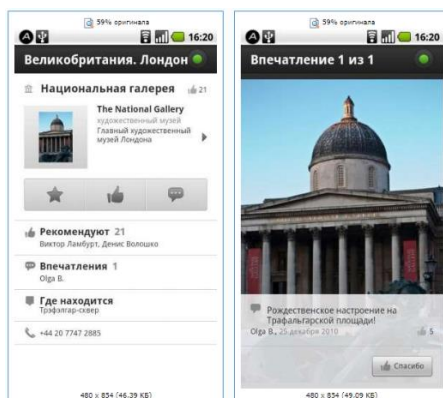 59% оригинала
16:20
Великобритания. Лондон
Национальная галерея 21
The National Gallery
художественный музей
Главный художественный
музей Лондона
Рекомендуют 21
Виктор Ламбурт, Денис Волошко
Впечатления 1
Olga B.
Где находится
Трэфэлгар-сквер
+44 20 7747 2885
480 x 854 (46.39 KB)
59% оригинала
16:20
Впечатление 1 из 1
Рождественское настроение на
Трафальгарской площади!
Olga B., 25 декабря 2010 5
Спасибо
480 x 854 (49.09 KB)